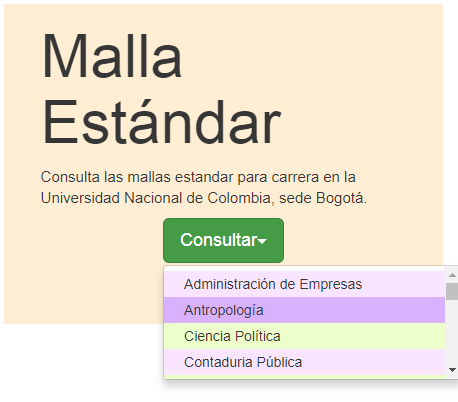 Malla
Estándar
Consulta las mallas estandar para carrera en la
Universidad Nacional de Colombia, sede Bogotá.
Consultar
Administración de Empresas
Antropología
Ciencia Política
Contaduria Pública